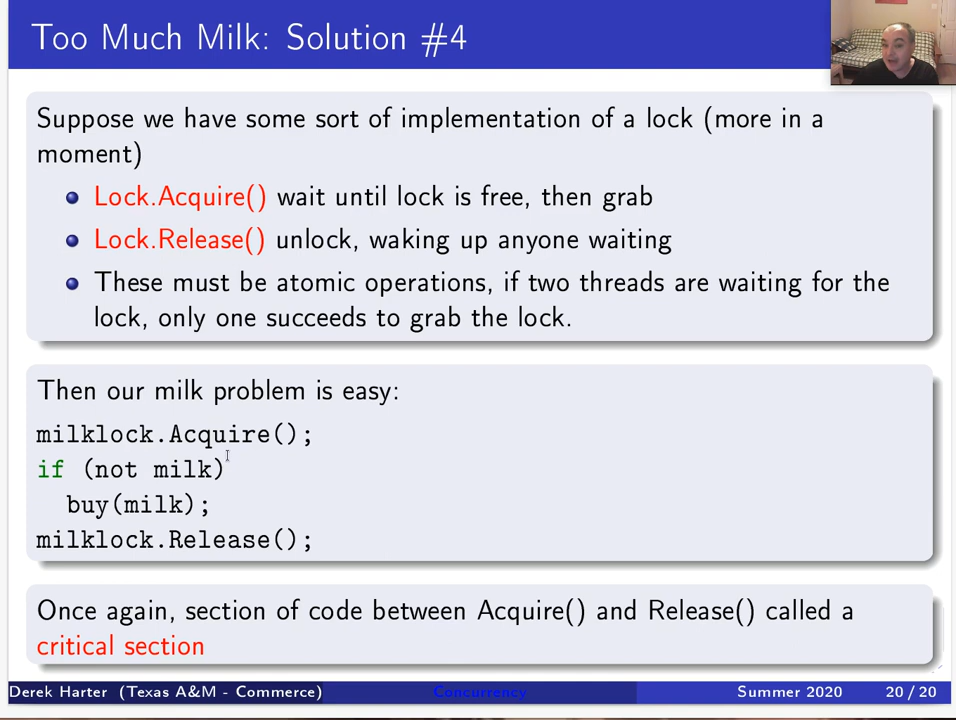 Too Much Milk: Solution #4
Suppose we have some sort of implementation of a lock (more in a
moment)
Lock.Acquire() wait until lock is free, then grab
Lock.Release() unlock, waking up anyone waiting
These must be atomic operations, if two threads are waiting for the
lock, only one succeeds to grab the lock.
Then our milk problem is easy:
milklock.Acquire();
if (not milk)
buy(milk);
milklock.Release();
Once again, section of code between Acquire() and Release() called a
critical section
Derek Harter (Texas A&M - Commerce) Concurrency Summer 2020 20 / 20